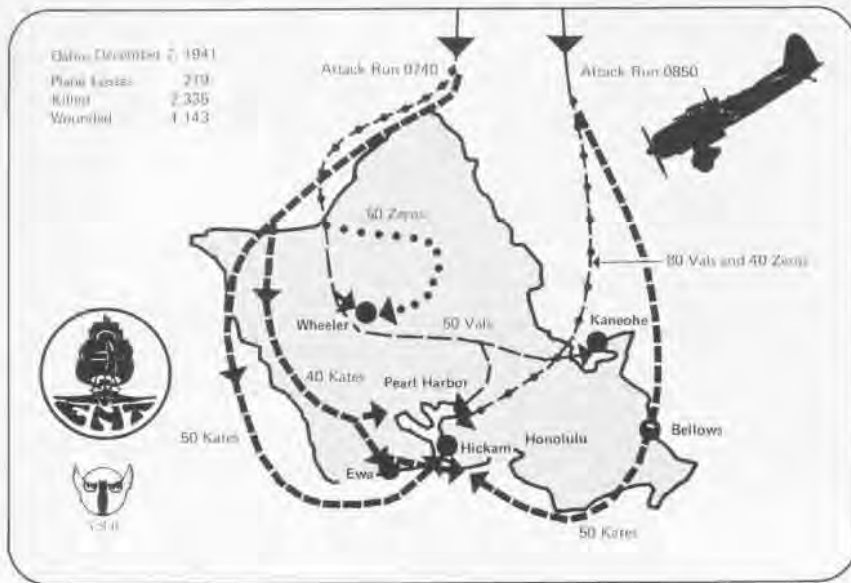 Oahu December 7, 1941
Plane Losses 219
Killed 2,335
Wounded 1,143
Attack Run 0740
Attack Run 0850
60 Zeros
80 Vals and 40 Zeros
Wheeler
50 Vals
Kaneohe
40 Kates
Pearl Harbor
50 Kates
Hickam
Honolulu
Bellows
Ewa
50 Kates